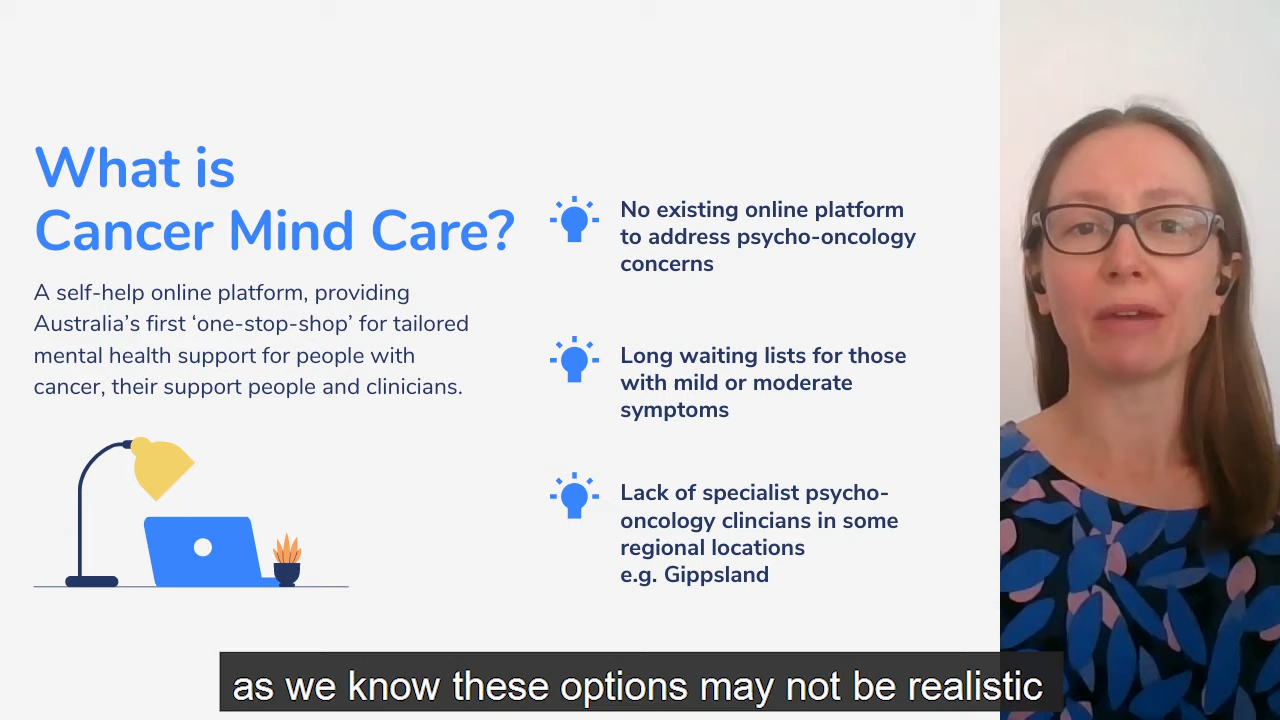 What is
Cancer Mind Care?
A self-help online platform, providing
Australia's first ‘one-stop-shop’ for tailored
mental health support for people with
cancer, their support people and clinicians.
No existing online platform
to address psycho-oncology
concerns
Long waiting lists for those
with mild or moderate
symptoms
Lack of specialist psycho-
oncology clincians in some
regional locations
e.g. Gippsland
as we know these options may not be realistic